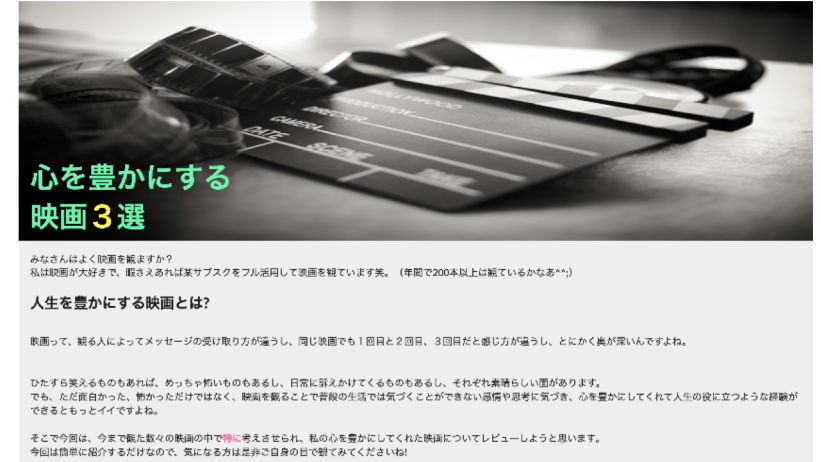 HOLLYWOOD
PRODUCTION
DIRECTOR
CAMERA
DATE
SCENE
TAKE
心を豊かにする
映画3選
みなさんはよく映画を観ますか?
私は映画が大好きで、暇さえあれば某サブスクをフル活用して映画を観ています笑。（年間で200本以上は観ているかなあ^^;)
人生を豊かにする映画とは?
映画って、観る人によってメッセージの受け取り方が違うし、同じ映画でも１回目と２回目、３回目だと感じ方が違うし、とにかく奥が深いんですよね。
ひたすら笑えるものもあれば、めっちゃ怖いものもあるし、日常に訴えかけてくるものもあるし、それぞれ素晴らしい面があります。
でも、ただ面白かった、怖かっただけではなく、映画を観ることで普段の生活では気づくことができない感情や思考に気づき、心を豊かにしてくれて人生の役に立つような経験が
できるともっとイイですよね。
そこで今回は、今まで観た数々の映画の中で特に考えさせられ、私の心を豊かにしてくれた映画についてレビューしようと思います。
今回は簡単に紹介するだけなので、気になる方は是非ご自身の目で観てみてくださいね!